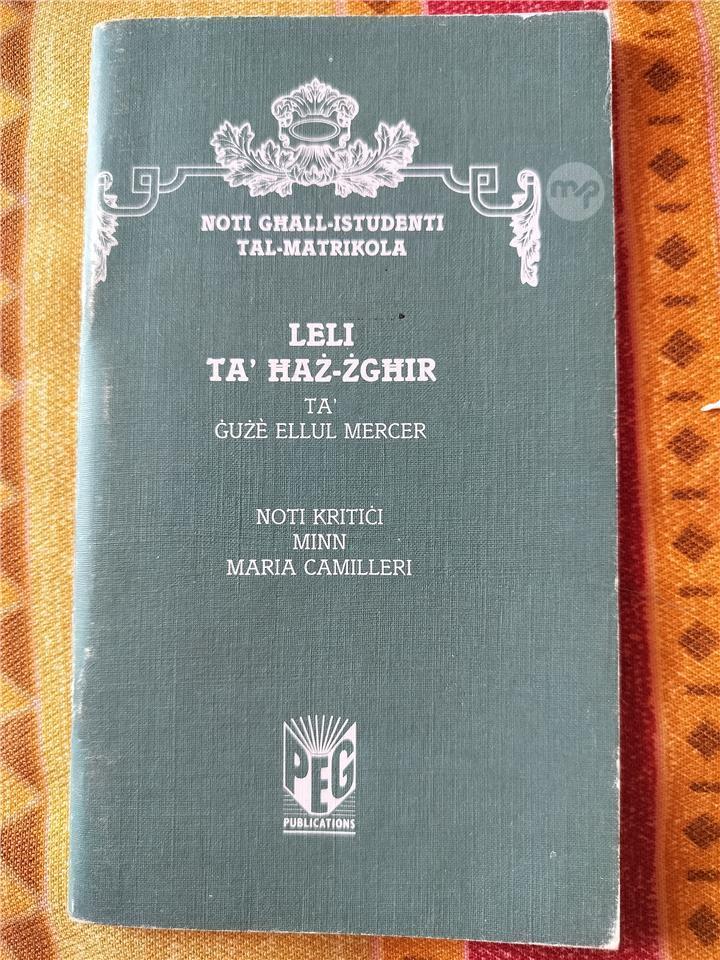 mp
NOTI GĦALL-ISTUDENTI
TAL-MATRIKOLA
LELI
TA' ĦAŻ-ŻGĦIR
TA'
ĠUŻÈ ELLUL MERCER
NOTI KRITIĊI
MINN
MARIA CAMILLERI
PEG
PUBLICATIONS